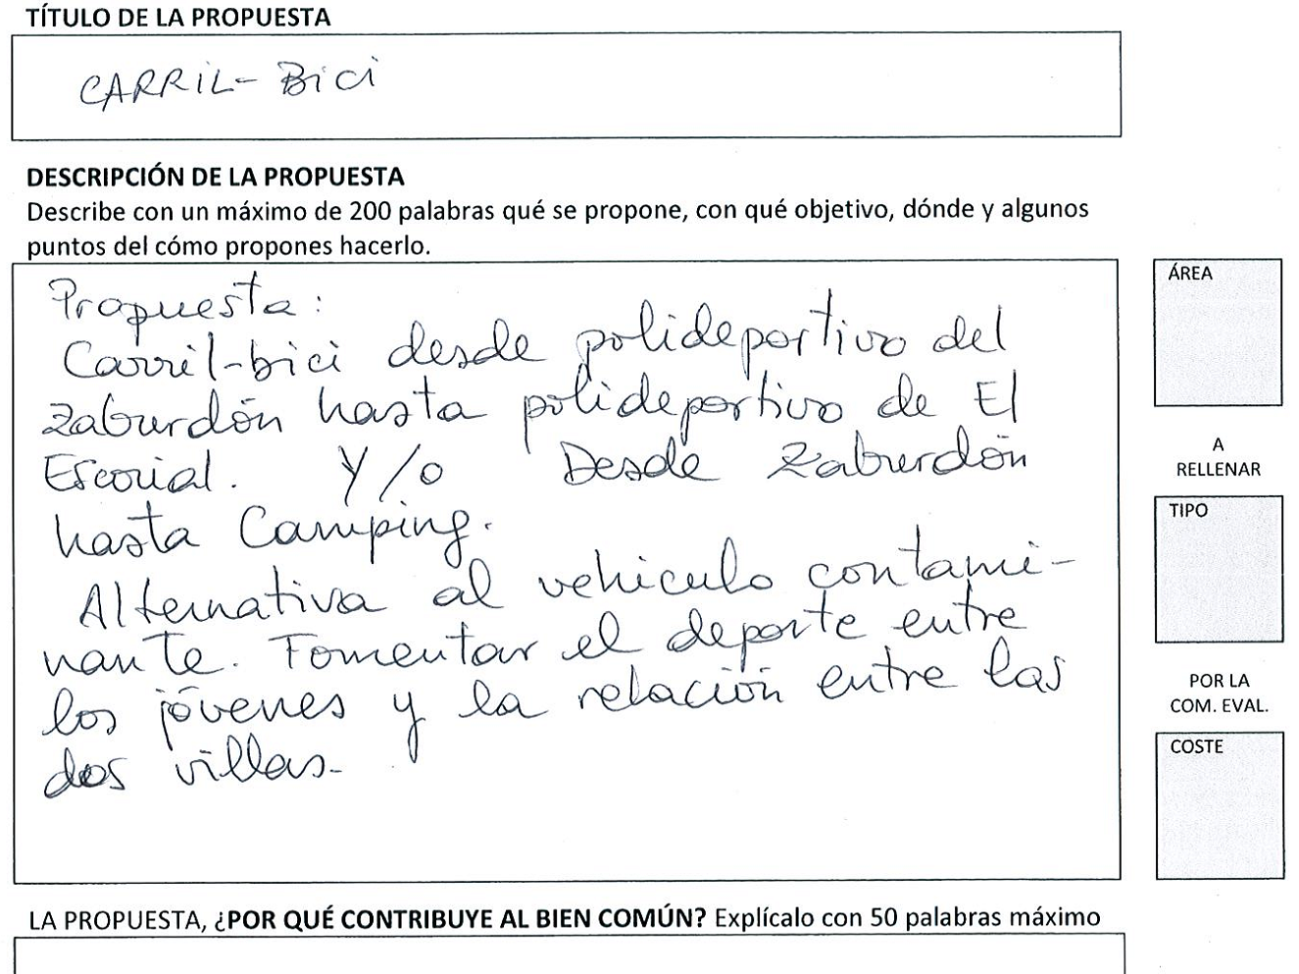 TÍTULO DE LA PROPUESTA
CARRIL-BICI
DESCRIPCIÓN DE LA PROPUESTA
Describe con un máximo de 200 palabras qué se propone, con qué objetivo, dónde y algunos
puntos del cómo propones hacerlo.
Propuesta:
Carril-bici desde polideportivo del
Zaburdón hasta polideportivo de El
Escorial. Y/o Desde Zaburdón
hasta Camping.
Alternativa al vehiculo contami-
nante. Fomentar el deporte entre
los jóvenes y la relación entre las
dos villas.
ÁREA
A
RELLENAR
TIPO
POR LA
COM. EVAL.
COSTE
LA PROPUESTA, ¿POR QUÉ CONTRIBUYE AL BIEN COMÚN? Explícalo con 50 palabras máximo